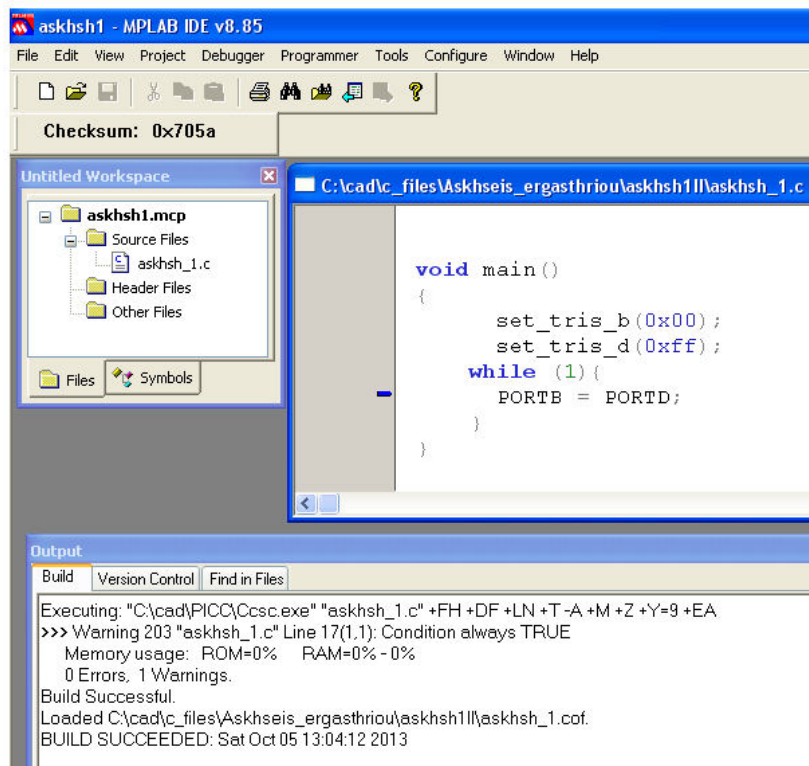 askhsh1 - MPLAB IDE v8.85
File Edit View Project Debugger Programmer Tools Configure Window Help
Checksum: 0x705a
Untitled Workspace
askhsh1.mcp
Source Files
askhsh_1.c
Header Files
Other Files
Files Symbols
C:\cad\c_files\Askhseis_ergasthriou\askhsh1II\askhsh_1.c
void main()
{
set_tris_b(0x00);
set_tris_d(0xff);
while (1){
PORTB = PORTD;
}
}
Output
Build Version Control Find in Files
Executing: "C:\cad\PICC\Ccsc.exe" "askhsh_1.c" +FH +DF +LN +T -A +M +Z +Y=9 +EA
>>> Warning 203 "askhsh_1.c" Line 17(1,1): Condition always TRUE
Memory usage: ROM=0% RAM=0% - 0%
0 Errors, 1 Warnings.
Build Successful.
Loaded C:\cad\c_files\Askhseis_ergasthriou\askhsh1II\askhsh_1.cof.
BUILD SUCCEEDED: Sat Oct 05 13:04:12 2013